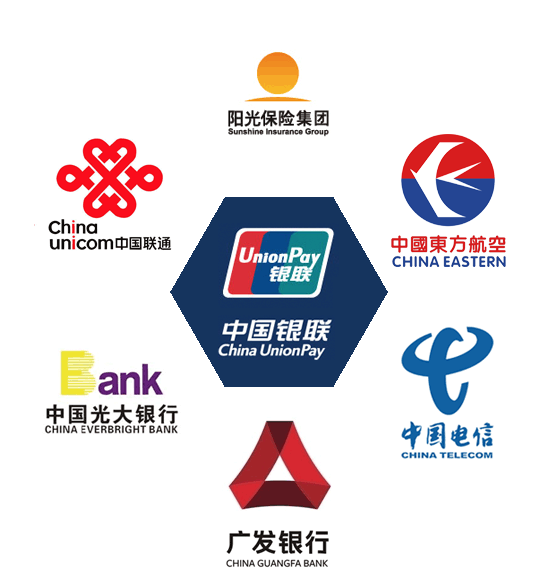 阳光保险集团
Sunshine Insurance Group
China
unicom中国联通
中國東方航空
CHINA EASTERN
UnionPay
银联
中国银联
China UnionPay
Bank
中国光大银行
CHINA EVERBRIGHT BANK
中国电信
CHINA TELECOM
广发银行
CHINA GUANGFA BANK